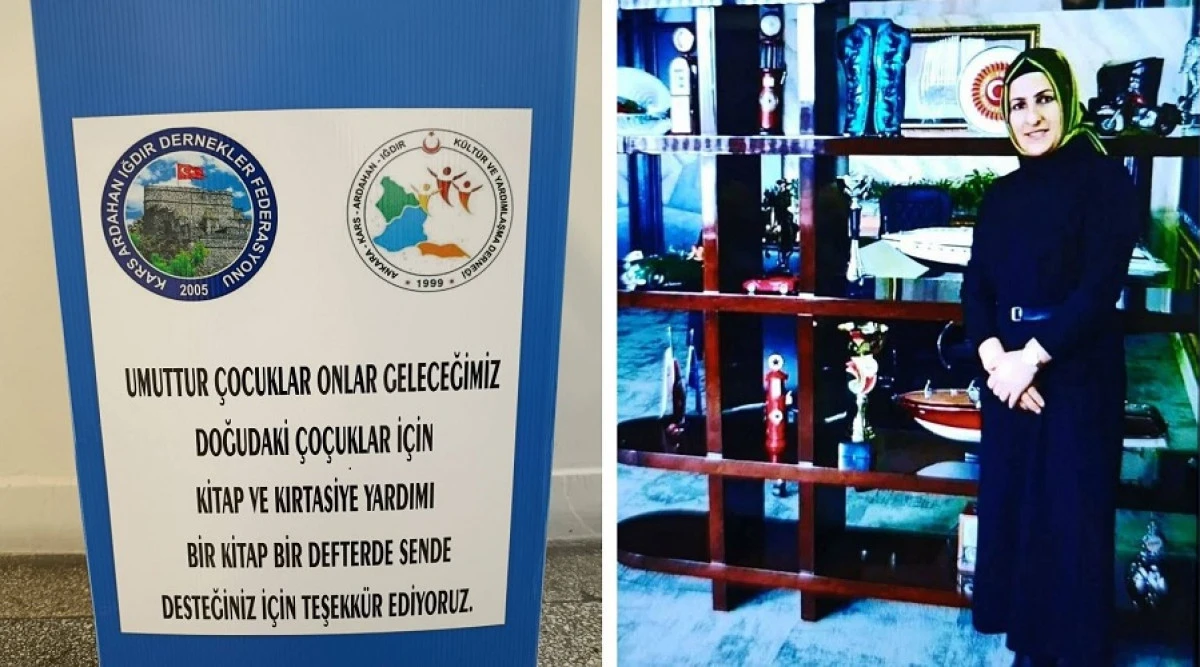 KARS ARDAHAN IĞDIR DERNEKLER FEDERASYONU
2005
ANKARA - KARS - ARDAHAN - IĞDIR
KÜLTÜR VE YARDIMLAŞMA DERNEĞİ
* 1999 *
UMUTTUR ÇOCUKLAR ONLAR GELECEĞİMİZ
DOĞUDAKİ ÇOÇUKLAR İÇİN
KİTAP VE KIRTASİYE YARDIMI
BİR KİTAP BİR DEFTERDE SENDE
DESTEĞİNİZ İÇİN TEŞEKKÜR EDİYORUZ.